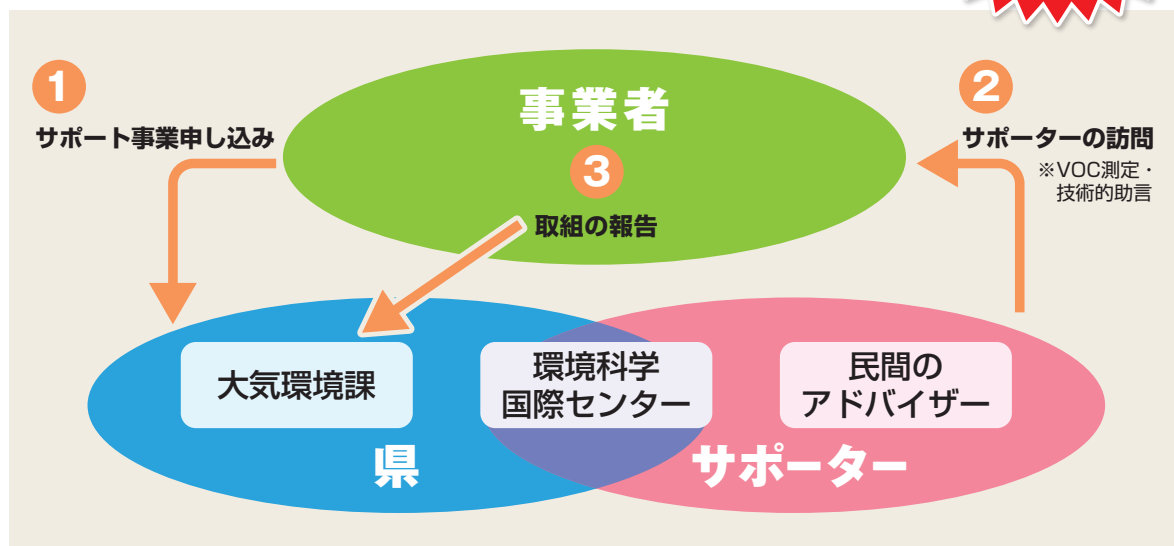 1
サポート事業申し込み
事業者
3
取組の報告
2
サポーターの訪問
※VOC測定・
技術的助言
大気環境課
環境科学
国際センター
民間の
アドバイザー
県
サポーター